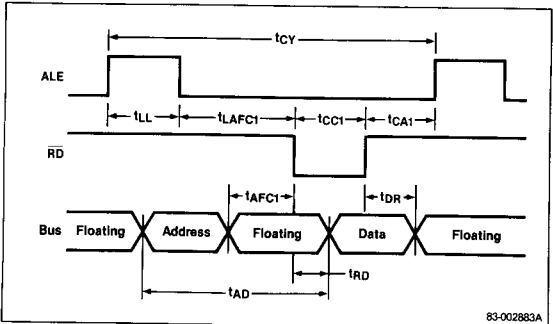 tCY
ALE
tLL tLAFC1 tCC1 tCA1
RD
tAFC1 tDR
Bus Floating Address Floating Data Floating
tRD
tAD
83-002883A